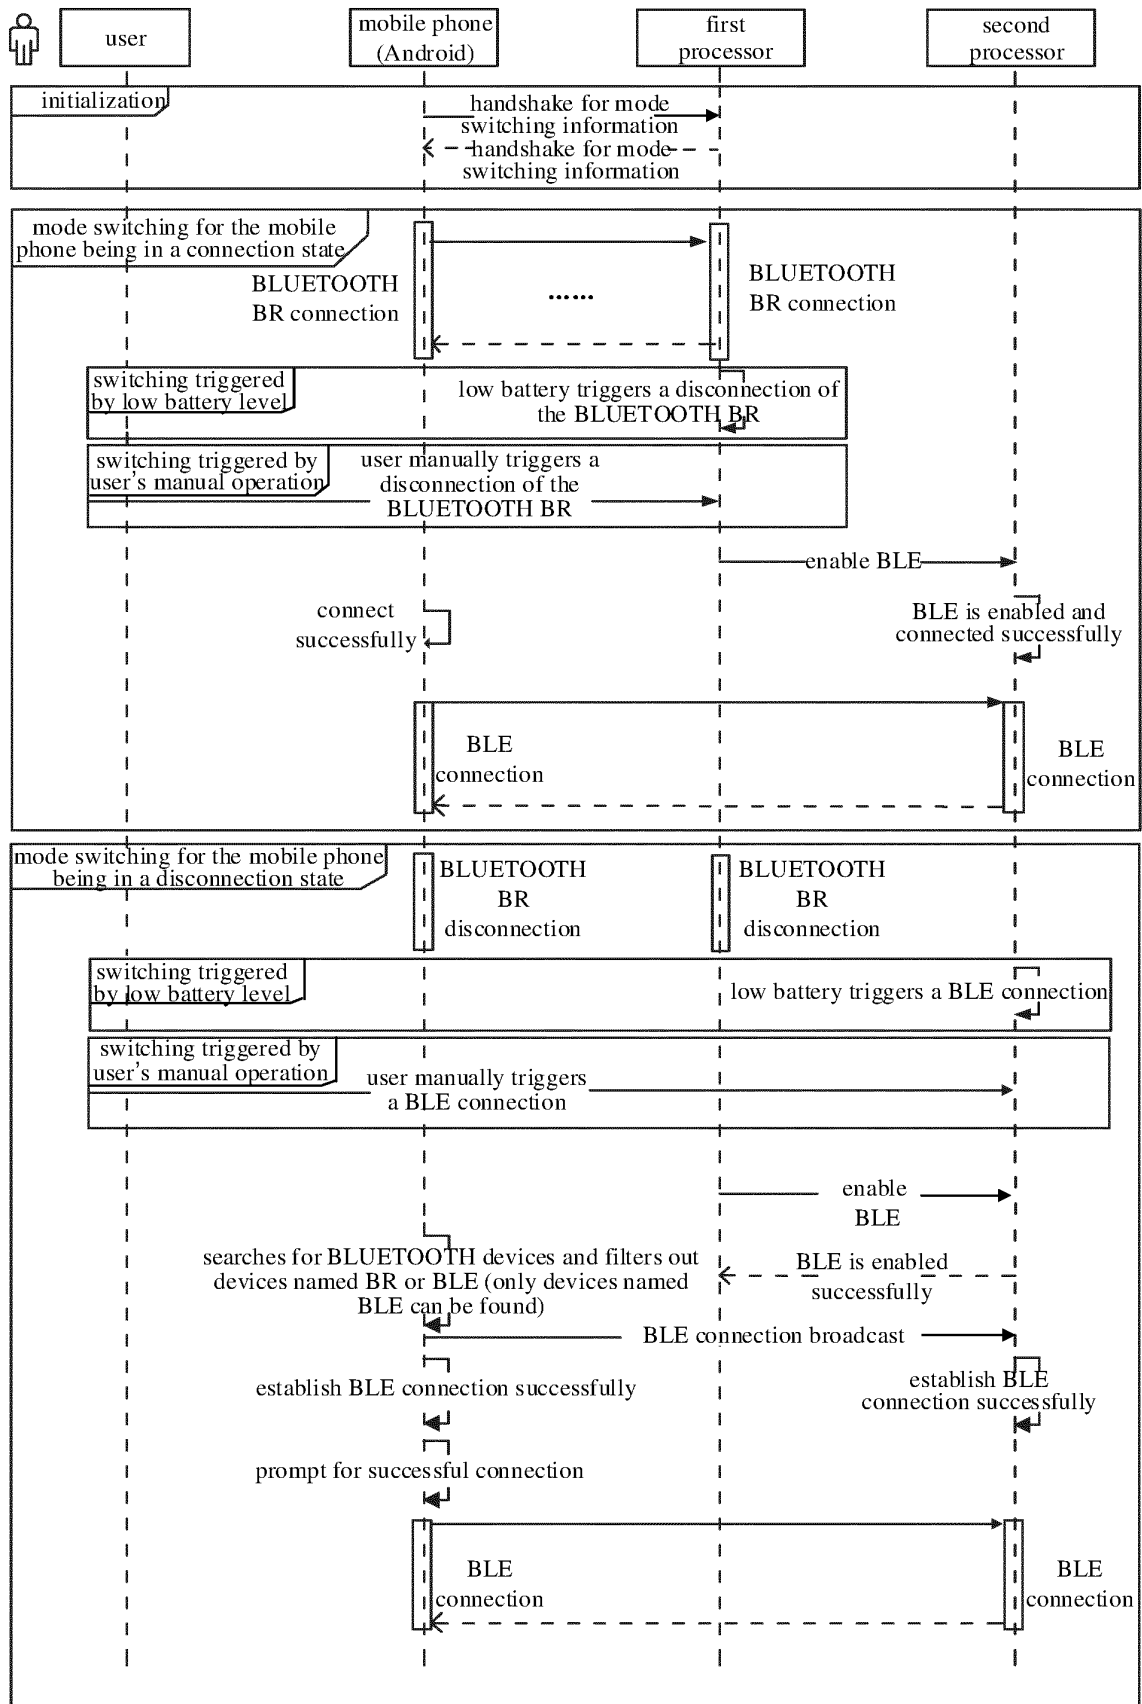 user
mobile phone
(Android)
first
processor
second
processor
initialization
handshake for mode
switching information
handshake for mode
switching information
mode switching for the mobile
phone being in a connection state
BLUETOOTH
BR connection
......
BLUETOOTH
BR connection
switching triggered
by low battery level
low battery triggers a disconnection of
the BLUETOOTH BR
switching triggered by
user's manual operation
user manually triggers a
disconnection of the
BLUETOOTH BR
enable BLE
connect
successfully
BLE is enabled and
connected successfully
BLE
connection
BLE
connection
mode switching for the mobile phone
being in a disconnection state
BLUETOOTH
BR
disconnection
BLUETOOTH
BR
disconnection
switching triggered
by low battery level
low battery triggers a BLE connection
switching triggered by
user's manual operation
user manually triggers
a BLE connection
enable
BLE
searches for BLUETOOTH devices and filters out
devices named BR or BLE (only devices named
BLE can be found)
BLE is enabled
successfully
BLE connection broadcast
establish BLE connection successfully
establish BLE
connection successfully
prompt for successful connection
BLE
connection
BLE
connection